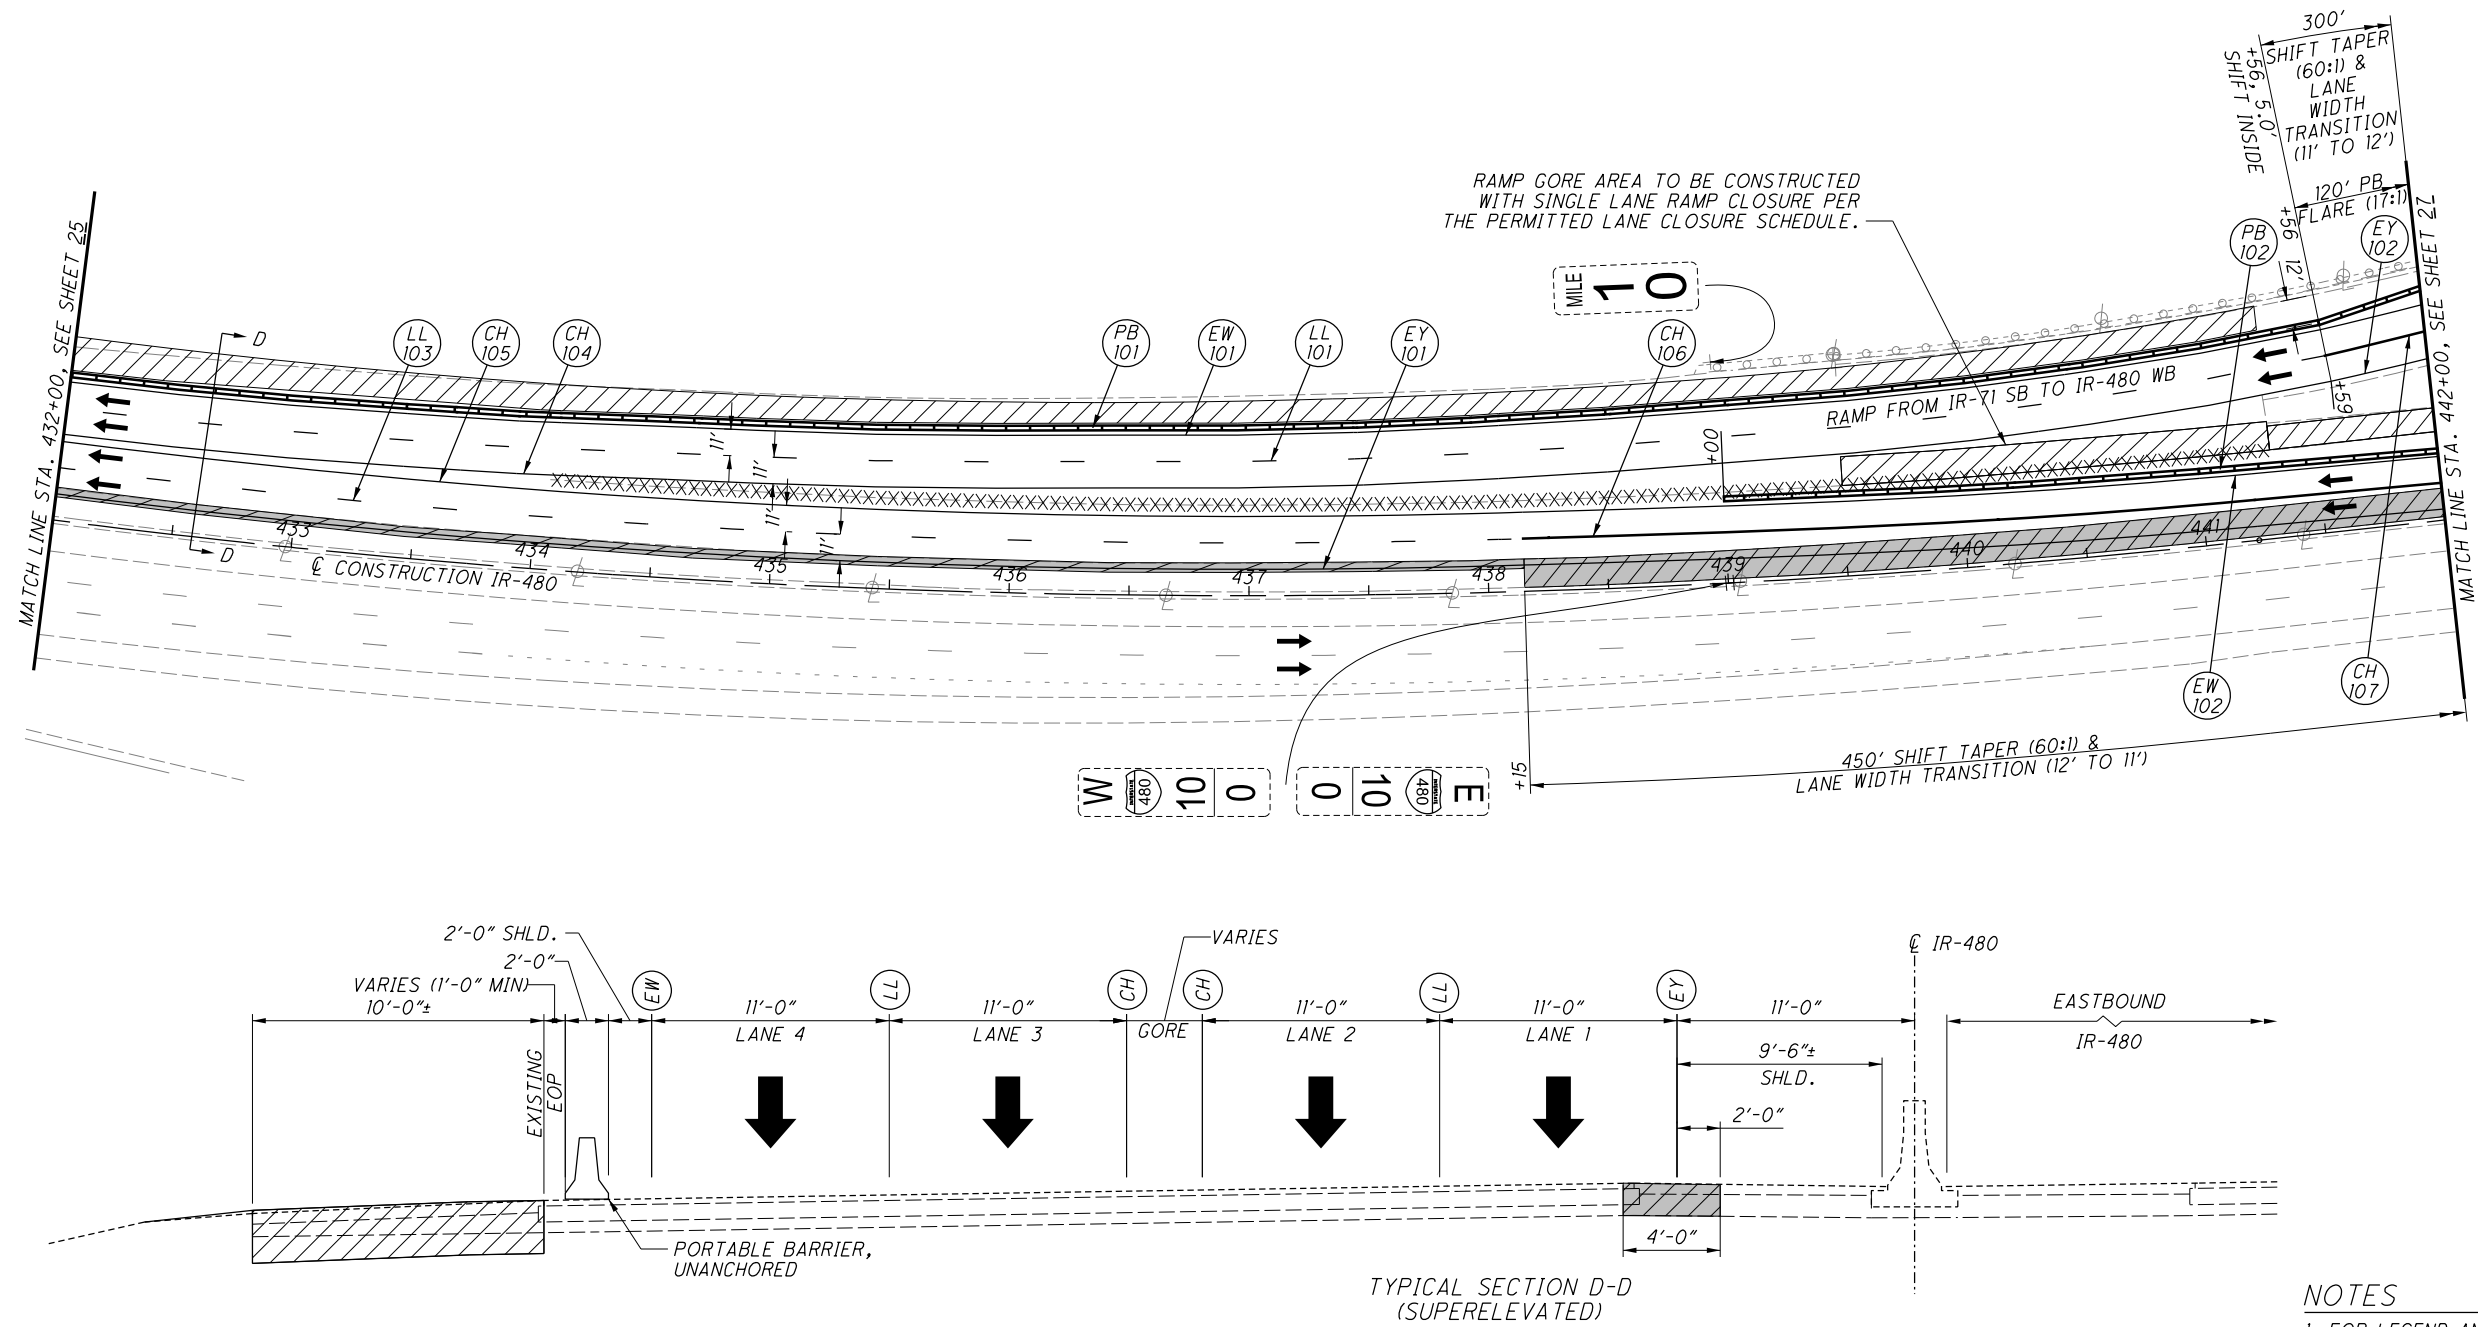 300'
SHIFT TAPER
(60:1) &
LANE
WIDTH
TRANSITION
(11' TO 12')
+56, 5.0'
SHIFT INSIDE
120' PB
FLARE (17:1)
+56 12'
RAMP GORE AREA TO BE CONSTRUCTED
WITH SINGLE LANE RAMP CLOSURE PER
THE PERMITTED LANE CLOSURE SCHEDULE.
MATCH LINE STA. 432+00, SEE SHEET 25
MATCH LINE STA. 442+00, SEE SHEET 27
PB
102
EY
102
MILE
10
D
LL
103
CH
105
CH
104
PB
101
EW
101
LL
101
EY
101
CH
106
RAMP FROM IR-71 SB TO IR-480 WB
+59
+00
11'
11'
11'
11'
D
433
434
435
436
437
438
439
440
441
℄ CONSTRUCTION IR-480
EW
102
CH
107
W
INTERSTATE
480
10
0
0
10
INTERSTATE
480
E
+15
450' SHIFT TAPER (60:1) &
LANE WIDTH TRANSITION (12' TO 11')
2'-0" SHLD.
2'-0"
VARIES (1'-0" MIN)
10'-0"±
VARIES
℄ IR-480
EW
LL
CH
CH
LL
EY
11'-0"
LANE 4
11'-0"
LANE 3
GORE
11'-0"
LANE 2
11'-0"
LANE 1
11'-0"
EASTBOUND
IR-480
9'-6"±
SHLD.
2'-0"
EXISTING
EOP
4'-0"
PORTABLE BARRIER,
UNANCHORED
TYPICAL SECTION D-D
(SUPERELEVATED)
NOTES